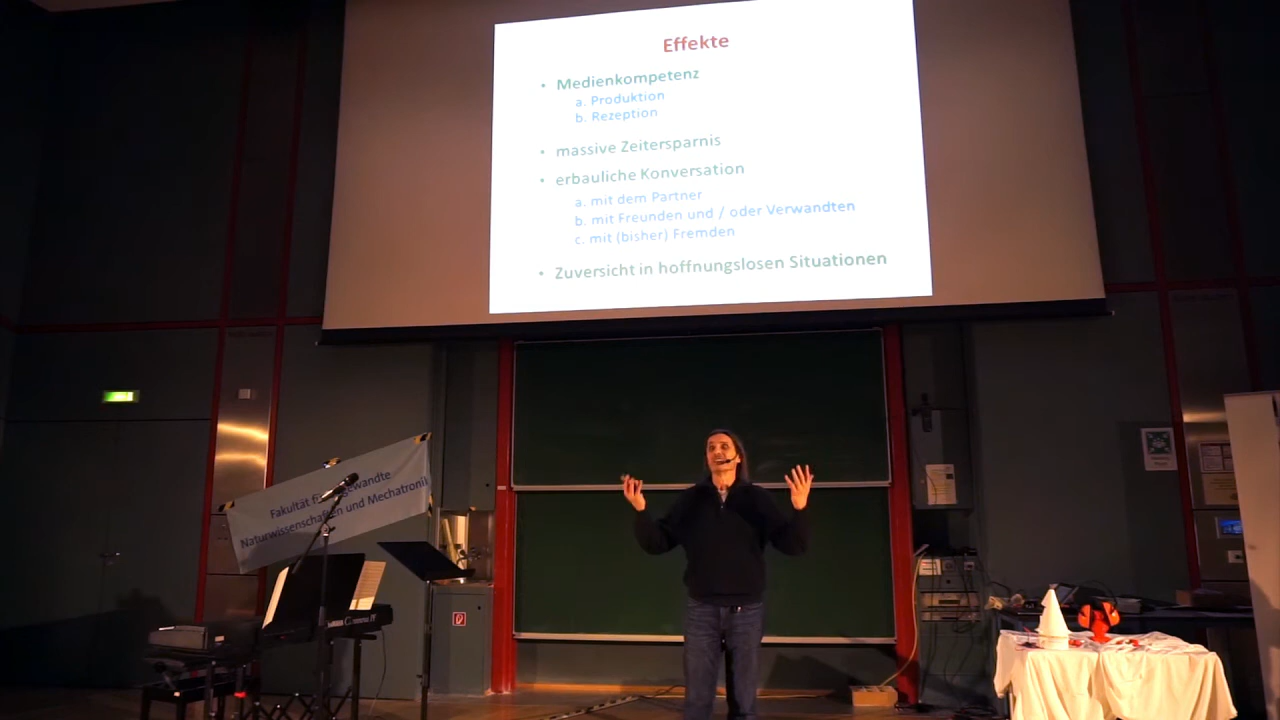 Effekte
• Medienkompetenz
a. Produktion
b. Rezeption
• massive Zeitersparnis
• erbauliche Konversation
a. mit dem Partner
b. mit Freunden und / oder Verwandten
c. mit (bisher) Fremden
• Zuversicht in hoffnungslosen Situationen
Fakultät
Naturwissenschaften und Mechatronik